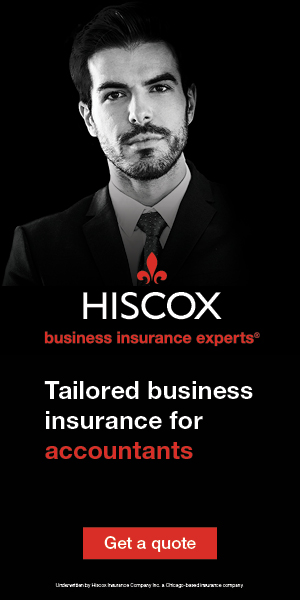 HISCOX
business insurance experts®
Tailored business
insurance for
accountants
Get a quote
Underwritten by Hiscox Insurance Company Inc. a Chicago-based insurance company